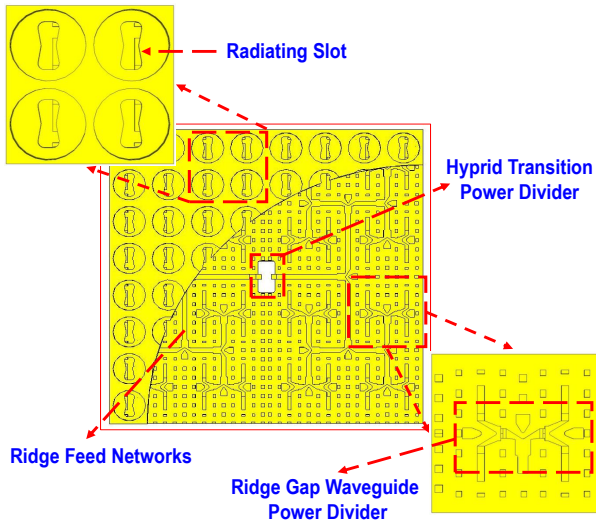 Radiating Slot
Hyprid Transition
Power Divider
Ridge Feed Networks
Ridge Gap Waveguide
Power Divider